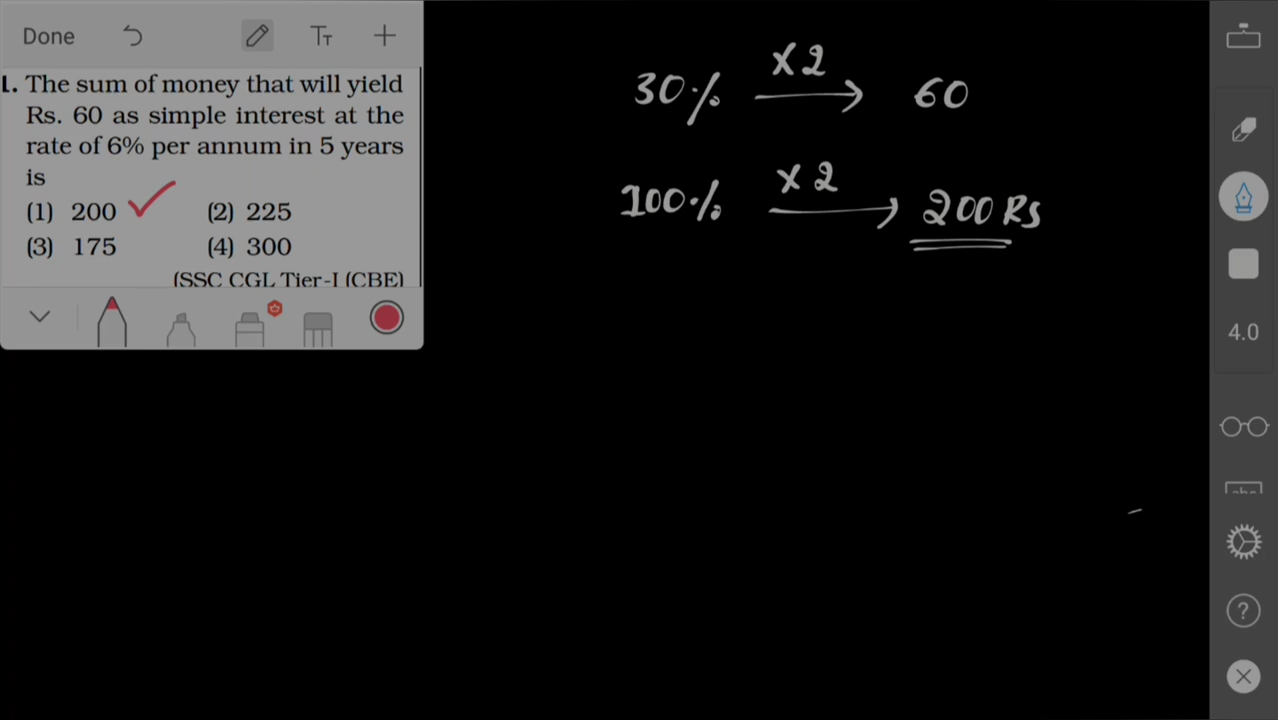 Done
1. The sum of money that will yield
Rs. 60 as simple interest at the
rate of 6% per annum in 5 years
is
(1) 200 (2) 225
(3) 175 (4) 300
(SSC CGL Tier-I (CBE)
30% ×2 60
100% ×2 200 Rs
4.0
abc